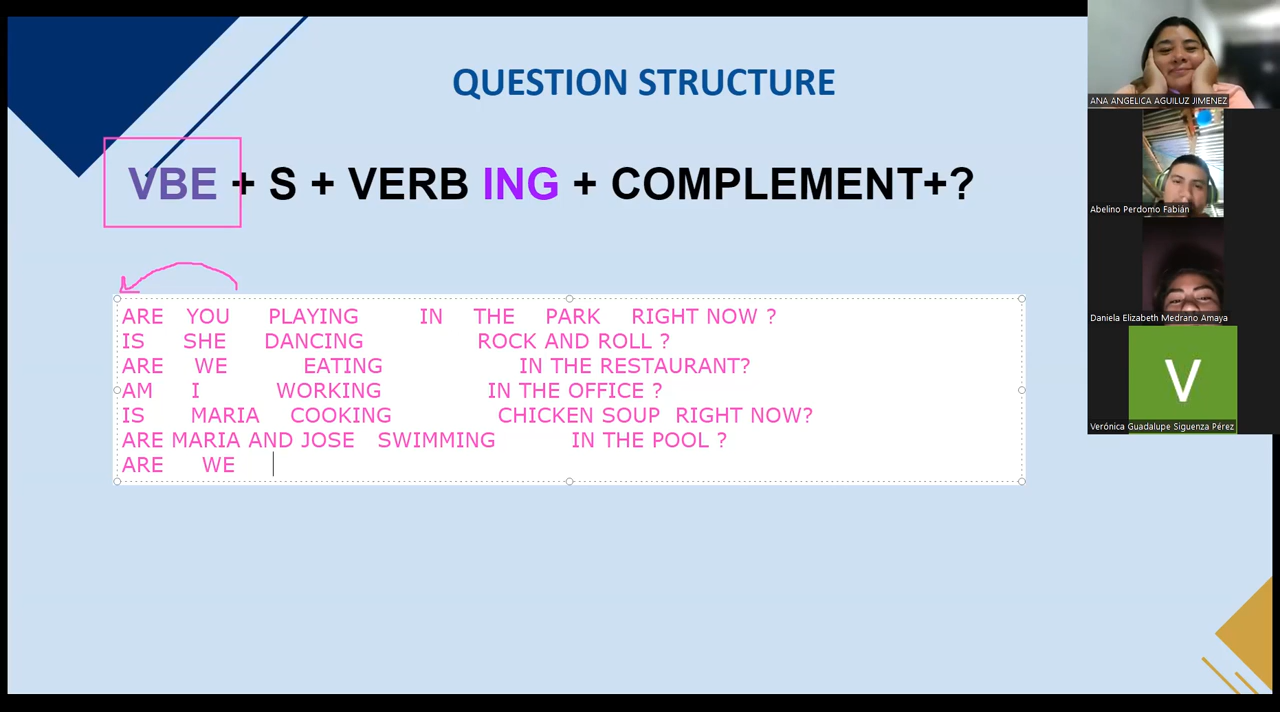 QUESTION STRUCTURE
VBE + S + VERB ING + COMPLEMENT+?
ARE YOU PLAYING IN THE PARK RIGHT NOW ?
IS SHE DANCING ROCK AND ROLL ?
ARE WE EATING IN THE RESTAURANT?
AM I WORKING IN THE OFFICE ?
IS MARIA COOKING CHICKEN SOUP RIGHT NOW?
ARE MARIA AND JOSE SWIMMING IN THE POOL ?
ARE WE
ANA ANGELICA AGUILUZ JIMENEZ
Abelino Perdomo Fabián
Daniela Elizabeth Medrano Amaya
V
Verónica Guadalupe Siguenza Pérez